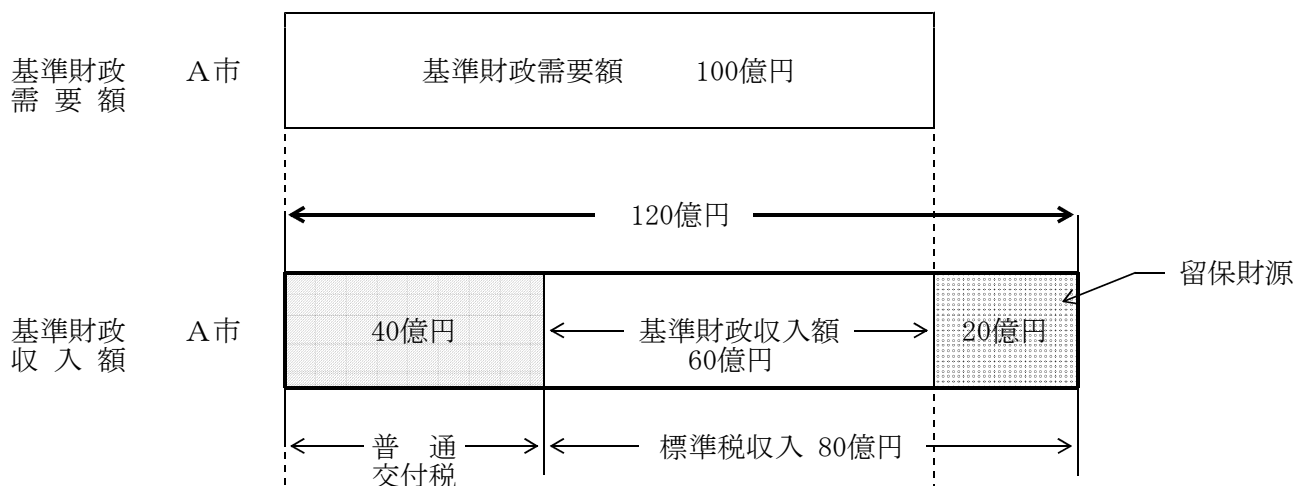 基準財政
需 要 額
A市
基準財政需要額 100億円
120億円
留保財源
基準財政
収 入 額
A市
40億円
基準財政収入額
60億円
20億円
普 通
交付税
標準税収入 80億円